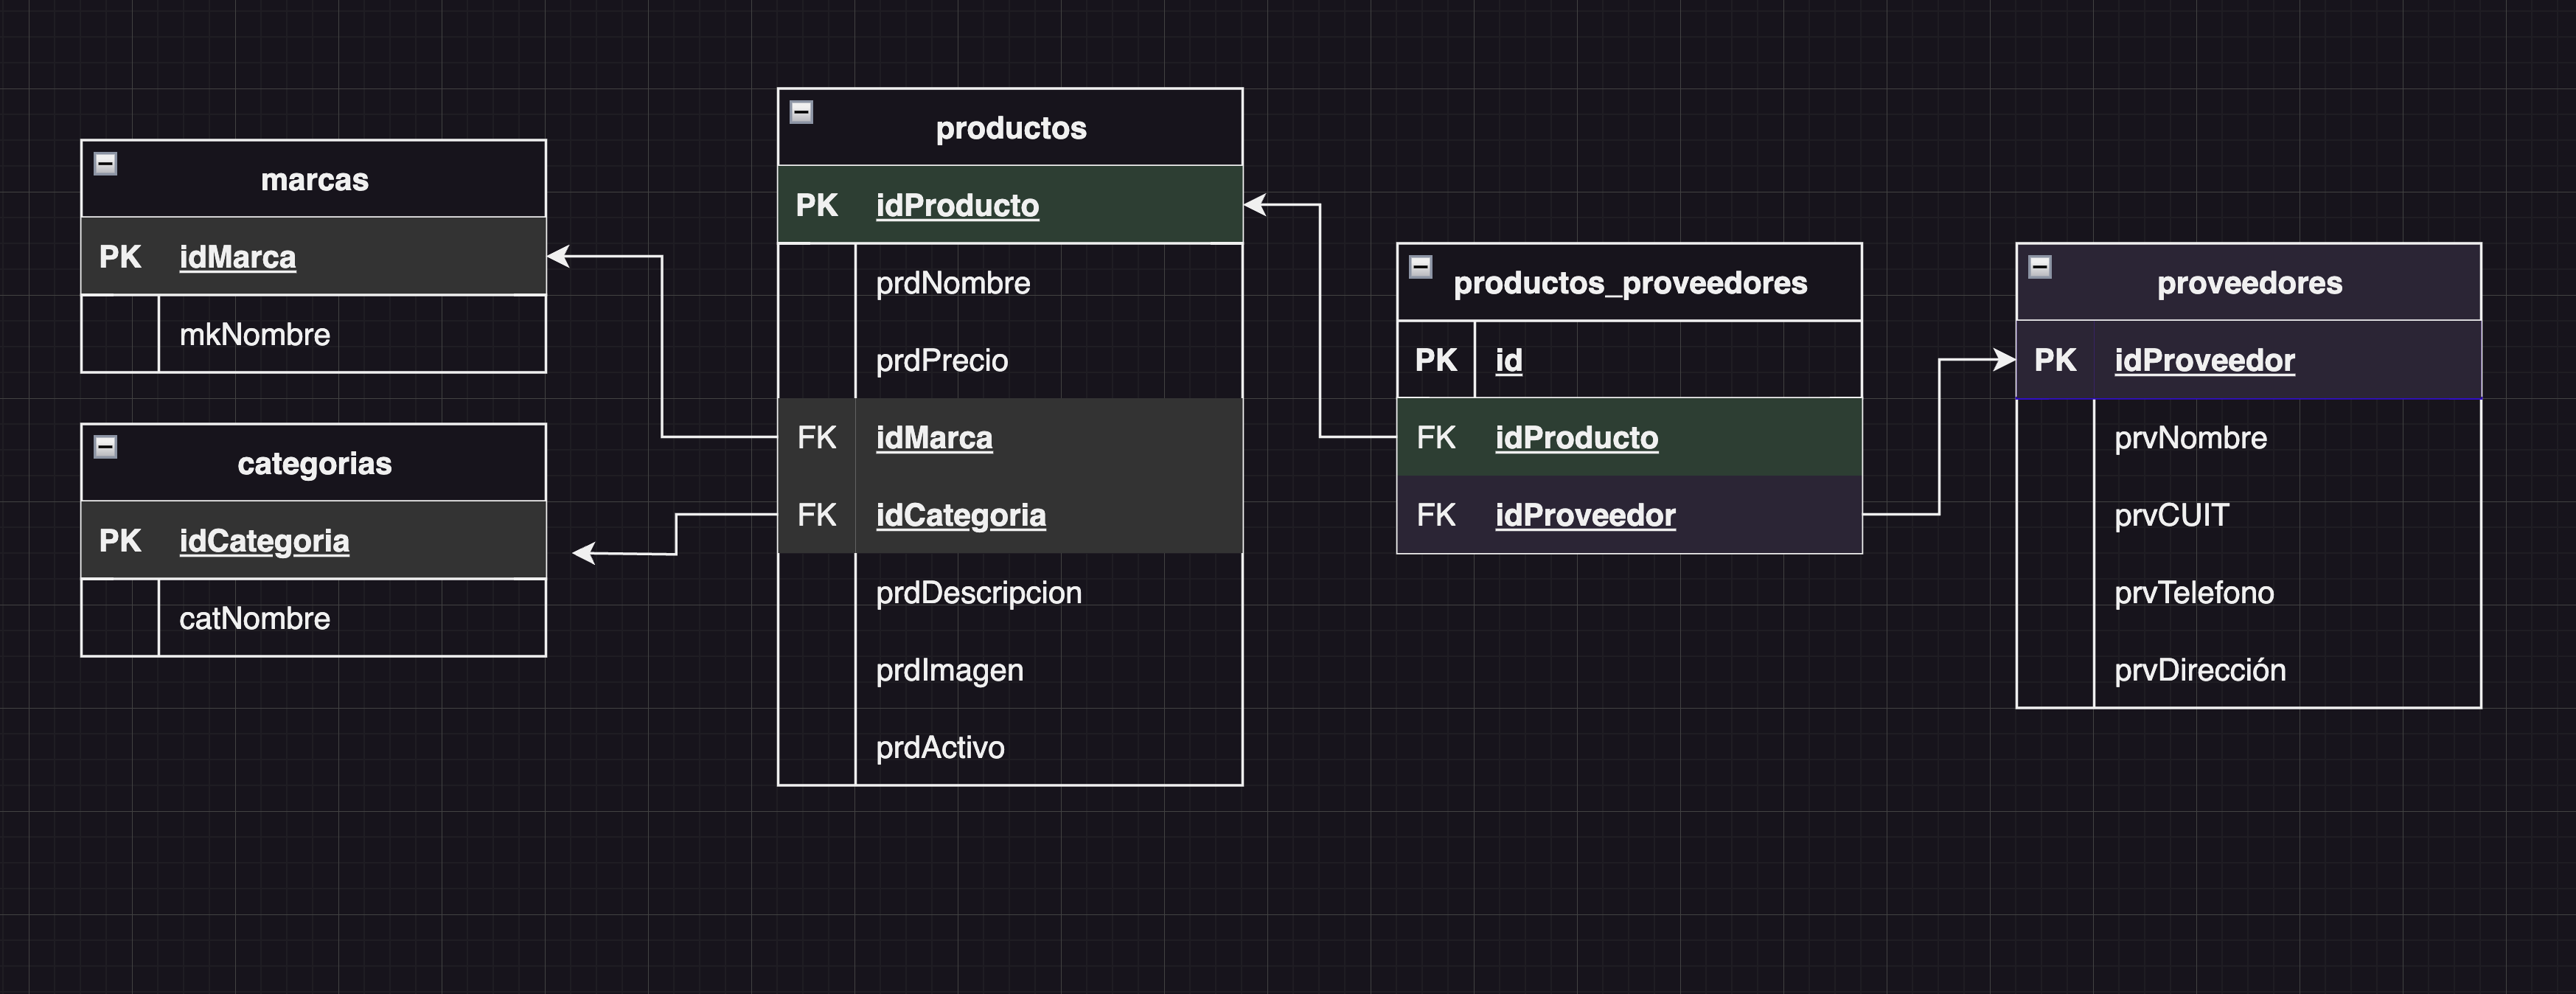 marcas
PK idMarca
mkNombre
categorias
PK idCategoria
catNombre
productos
PK idProducto
prdNombre
prdPrecio
FK idMarca
FK idCategoria
prdDescripcion
prdImagen
prdActivo
productos_proveedores
PK id
FK idProducto
FK idProveedor
proveedores
PK idProveedor
prvNombre
prvCUIT
prvTelefono
prvDirección